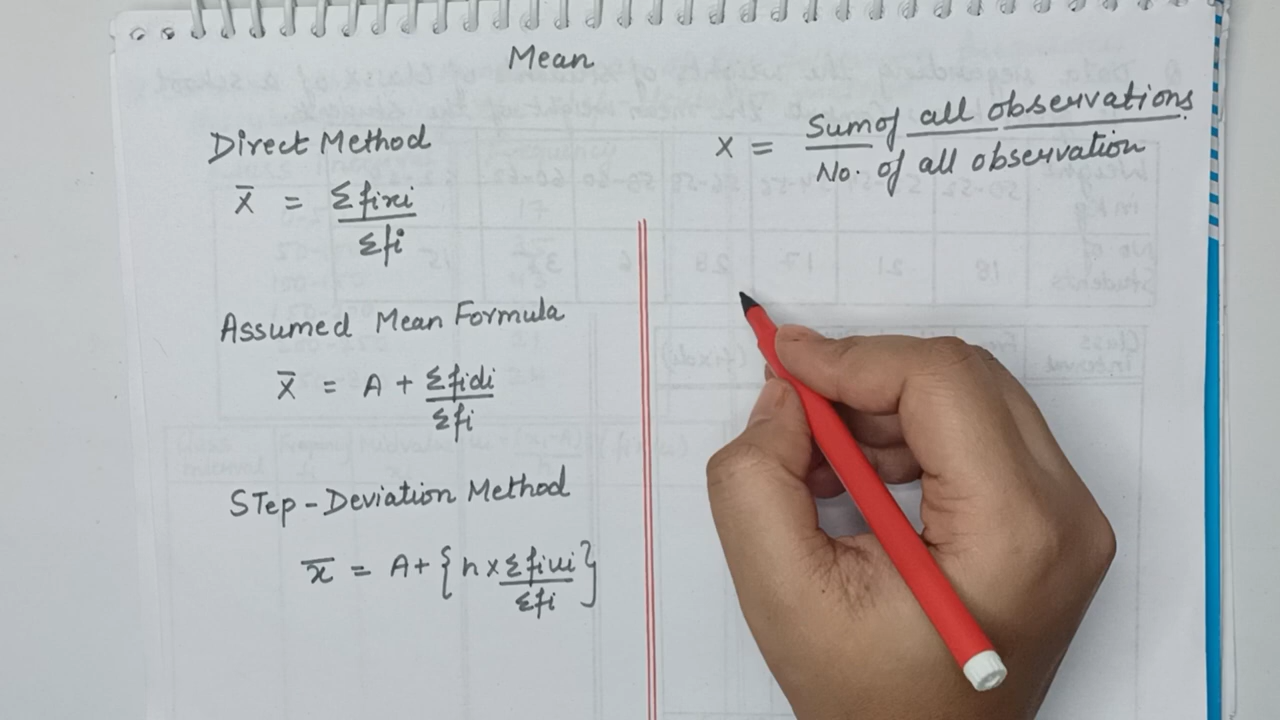 Mean
Direct Method
x̄ = Σfixi
Σfi
x = Sum of all observations
No. of all observation
Assumed Mean Formula
x̄ = A + Σfidi
Σfi
STep-Deviation Method
x̄ = A+ {h x Σfiui}
Σfi